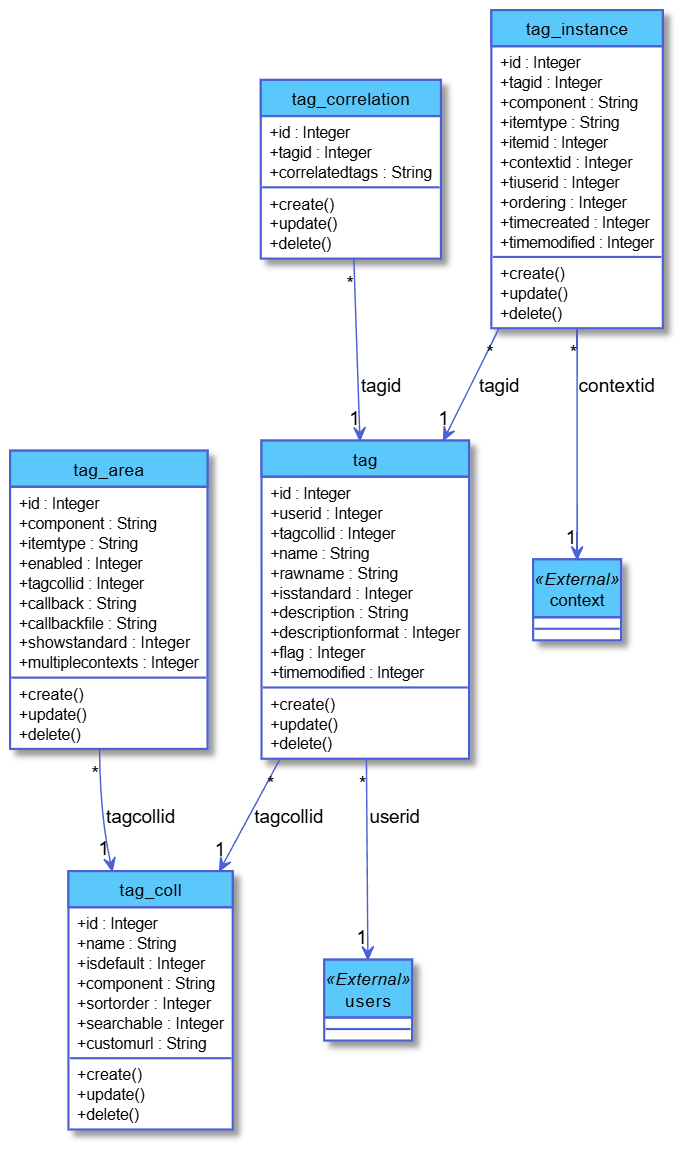 tag_instance
+id : Integer
+tagid : Integer
+component : String
+itemtype : String
+itemid : Integer
+contextid : Integer
+tiuserid : Integer
+ordering : Integer
+timecreated : Integer
+timemodified : Integer
+create()
+update()
+delete()
tag_correlation
+id : Integer
+tagid : Integer
+correlatedtags : String
+create()
+update()
+delete()
*
tagid
1
*
tagid
1
*
contextid
1
tag_area
+id : Integer
+component : String
+itemtype : String
+enabled : Integer
+tagcollid : Integer
+callback : String
+callbackfile : String
+showstandard : Integer
+multiplecontexts : Integer
+create()
+update()
+delete()
tag
+id : Integer
+userid : Integer
+tagcollid : Integer
+name : String
+rawname : String
+isstandard : Integer
+description : String
+descriptionformat : Integer
+flag : Integer
+timemodified : Integer
+create()
+update()
+delete()
«External»
context
*
tagcollid
1
*
tagcollid
1
*
userid
1
tag_coll
+id : Integer
+name : String
+isdefault : Integer
+component : String
+sortorder : Integer
+searchable : Integer
+customurl : String
+create()
+update()
+delete()
«External»
users